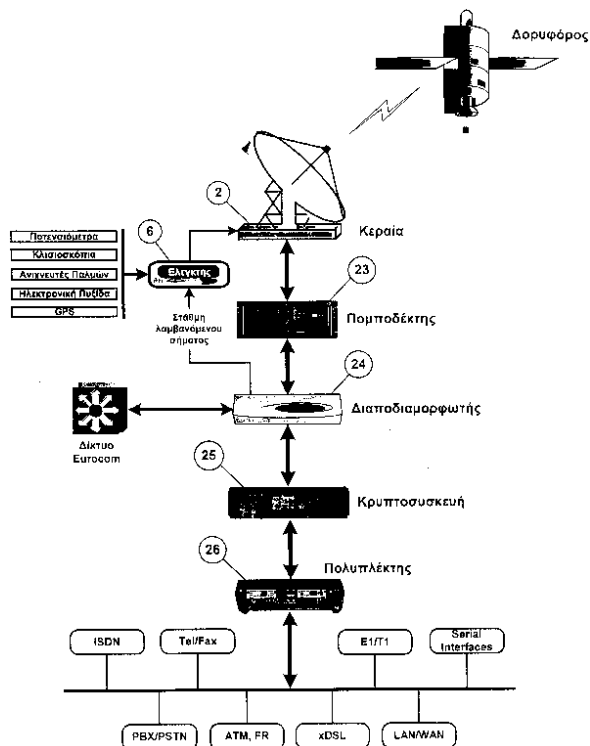 Δορυφόρος
2
Κεραία
6
Ποτενσιόμετρα
Κλισιοσκόπια
Ανιχνευτές Παλμών
Ηλεκτρονική Πυξίδα
GPS
Ελεγκτής
23
Στάθμη
λαμβανόμενου
σήματος
Πομποδέκτης
24
Διαποδιαμορφωτής
Δίκτυο
Eurocom
25
Κρυπτοσυσκευή
26
Πολυπλέκτης
ISDN
Tel/Fax
E1/T1
Serial
Interfaces
PBX/PSTN
ATM, FR
xDSL
LAN/WAN